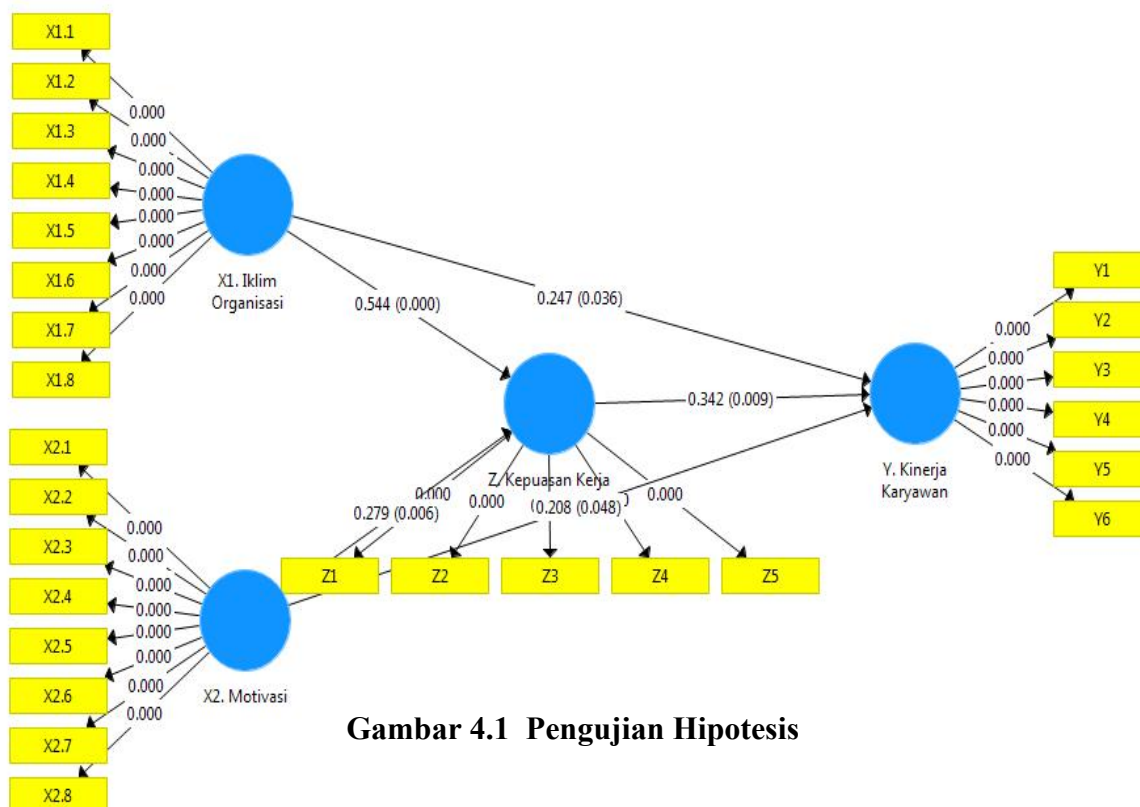 X1.1
X1.2
X1.3
X1.4
X1.5
X1.6
X1.7
X1.8
0.000
0.000
0.000
0.000
0.000
0.000
0.000
0.000
X1. Iklim
Organisasi
0.544 (0.000)
0.247 (0.036)
X2.1
X2.2
X2.3
X2.4
X2.5
X2.6
X2.7
X2.8
0.000
0.000
0.000
0.000
0.000
0.000
0.000
0.000
X2. Motivasi
0.279 (0.006)
0.208 (0.048)
Z. Kepuasan Kerja
0.342 (0.009)
0.000
0.000
0.000
Z1
Z2
Z3
Z4
Z5
Y. Kinerja
Karyawan
0.000
0.000
0.000
0.000
0.000
0.000
Y1
Y2
Y3
Y4
Y5
Y6
Gambar 4.1 Pengujian Hipotesis